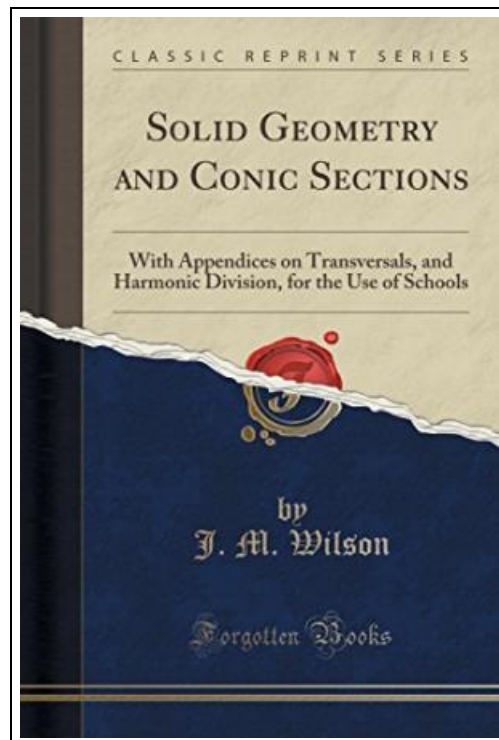 CLASSIC REPRINT SERIES
SOLID GEOMETRY
AND CONIC SECTIONS
With Appendices on Transversals, and
Harmonic Division, for the Use of Schools
F
by
J. M. Wilson
Forgotten Books